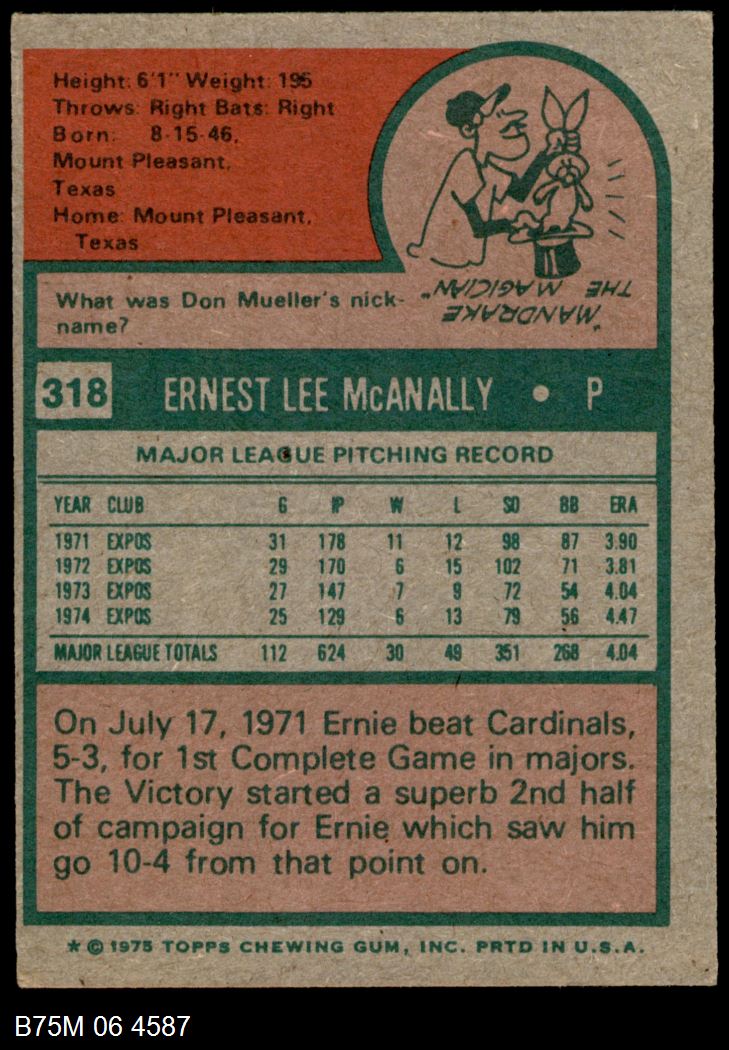 Height: 6'1" Weight: 195
Throws: Right Bats: Right
Born: 8-15-46,
Mount Pleasant,
Texas
Home: Mount Pleasant,
Texas
What was Don Mueller's nick-
name?
"MANDRAKE
THE MAGICIAN"
318 ERNEST LEE McANALLY • P
MAJOR LEAGUE PITCHING RECORD
YEAR CLUB G IP W L SO BB ERA
1971 EXPOS 31 178 11 12 98 87 3.90
1972 EXPOS 29 170 6 15 102 71 3.81
1973 EXPOS 27 147 7 9 72 54 4.04
1974 EXPOS 25 129 6 13 79 56 4.47
MAJOR LEAGUE TOTALS 112 624 30 49 351 268 4.04
On July 17, 1971 Ernie beat Cardinals,
5-3, for 1st Complete Game in majors.
The Victory started a superb 2nd half
of campaign for Ernie which saw him
go 10-4 from that point on.
* © 1975 TOPPS CHEWING GUM, INC. PRTD IN U.S.A.
B75M 06 4587